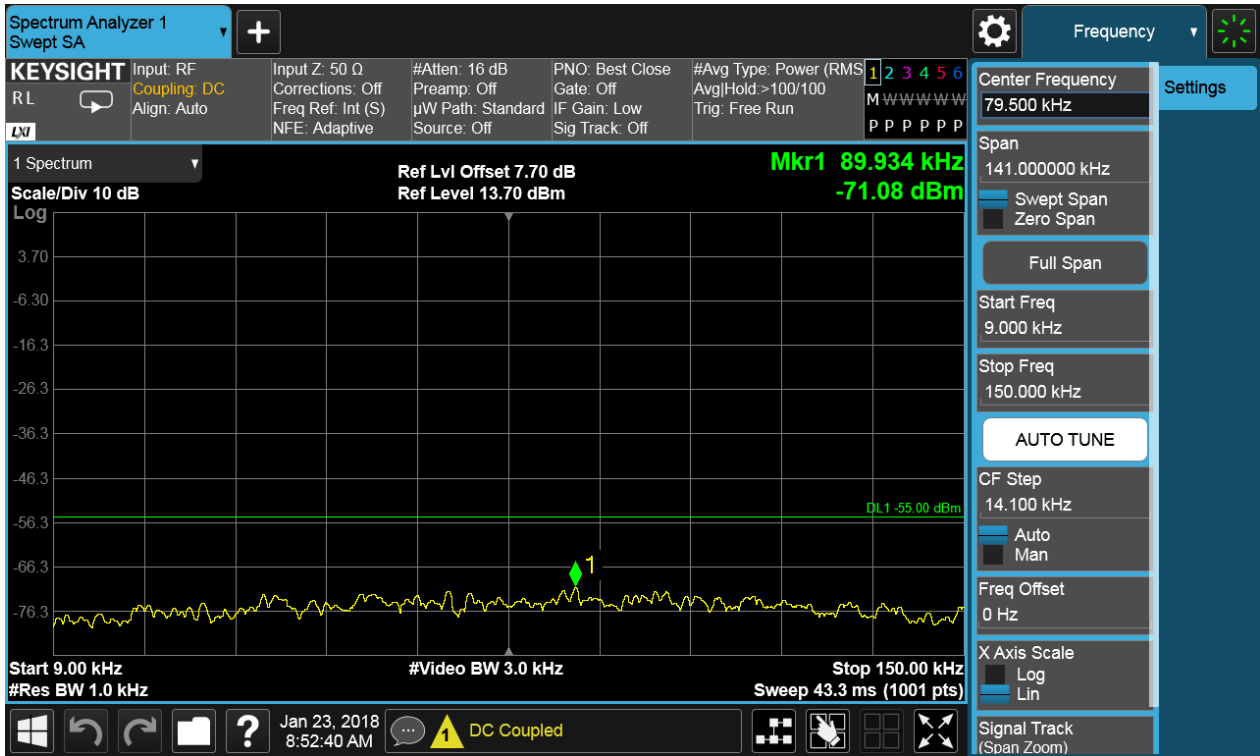 Spectrum Analyzer 1
Swept SA
+
Frequency
KEYSIGHT
RL
LXI
Input: RF
Coupling: DC
Align: Auto
Input Z: 50 Ω
Corrections: Off
Freq Ref: Int (S)
NFE: Adaptive
#Atten: 16 dB
Preamp: Off
µW Path: Standard
Source: Off
PNO: Best Close
Gate: Off
IF Gain: Low
Sig Track: Off
#Avg Type: Power (RMS
Avg|Hold:>100/100
Trig: Free Run
1 2 3 4 5 6
M W W W W W
P P P P P P
Settings
1 Spectrum
Scale/Div 10 dB
Log
Ref Lvl Offset 7.70 dB
Ref Level 13.70 dBm
Mkr1 89.934 kHz
-71.08 dBm
3.70
-6.30
-16.3
-26.3
-36.3
-46.3
-56.3
-66.3
-76.3
DL1 -55.00 dBm
1
Start 9.00 kHz
#Res BW 1.0 kHz
#Video BW 3.0 kHz
Stop 150.00 kHz
Sweep 43.3 ms (1001 pts)
Center Frequency
79.500 kHz
Span
141.000000 kHz
Swept Span
Zero Span
Full Span
Start Freq
9.000 kHz
Stop Freq
150.000 kHz
AUTO TUNE
CF Step
14.100 kHz
Auto
Man
Freq Offset
0 Hz
X Axis Scale
Log
Lin
Signal Track
(Span Zoom)
?
Jan 23, 2018
8:52:40 AM
1
DC Coupled